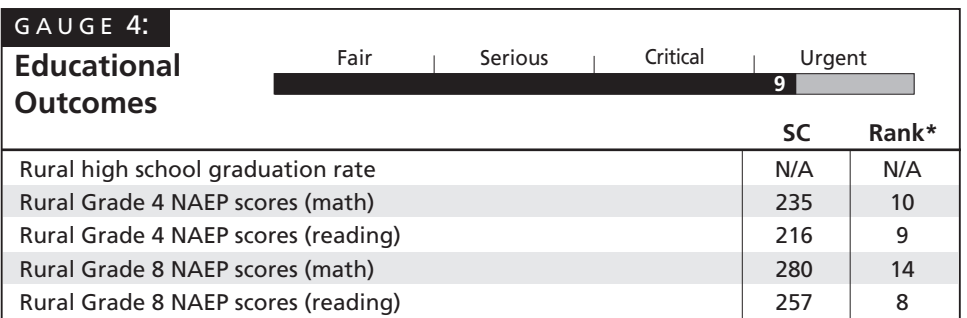 GAUGE 4:
Educational
Outcomes
Fair | Serious | Critical | Urgent
9
SC Rank*
Rural high school graduation rate N/A N/A
Rural Grade 4 NAEP scores (math) 235 10
Rural Grade 4 NAEP scores (reading) 216 9
Rural Grade 8 NAEP scores (math) 280 14
Rural Grade 8 NAEP scores (reading) 257 8